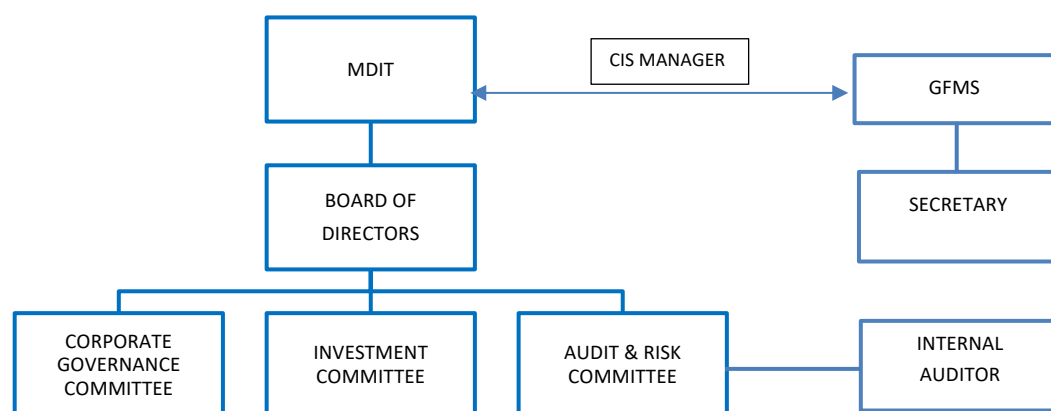 MDIT
CIS MANAGER
GFMS
BOARD OF
DIRECTORS
SECRETARY
CORPORATE
GOVERNANCE
COMMITTEE
INVESTMENT
COMMITTEE
AUDIT & RISK
COMMITTEE
INTERNAL
AUDITOR